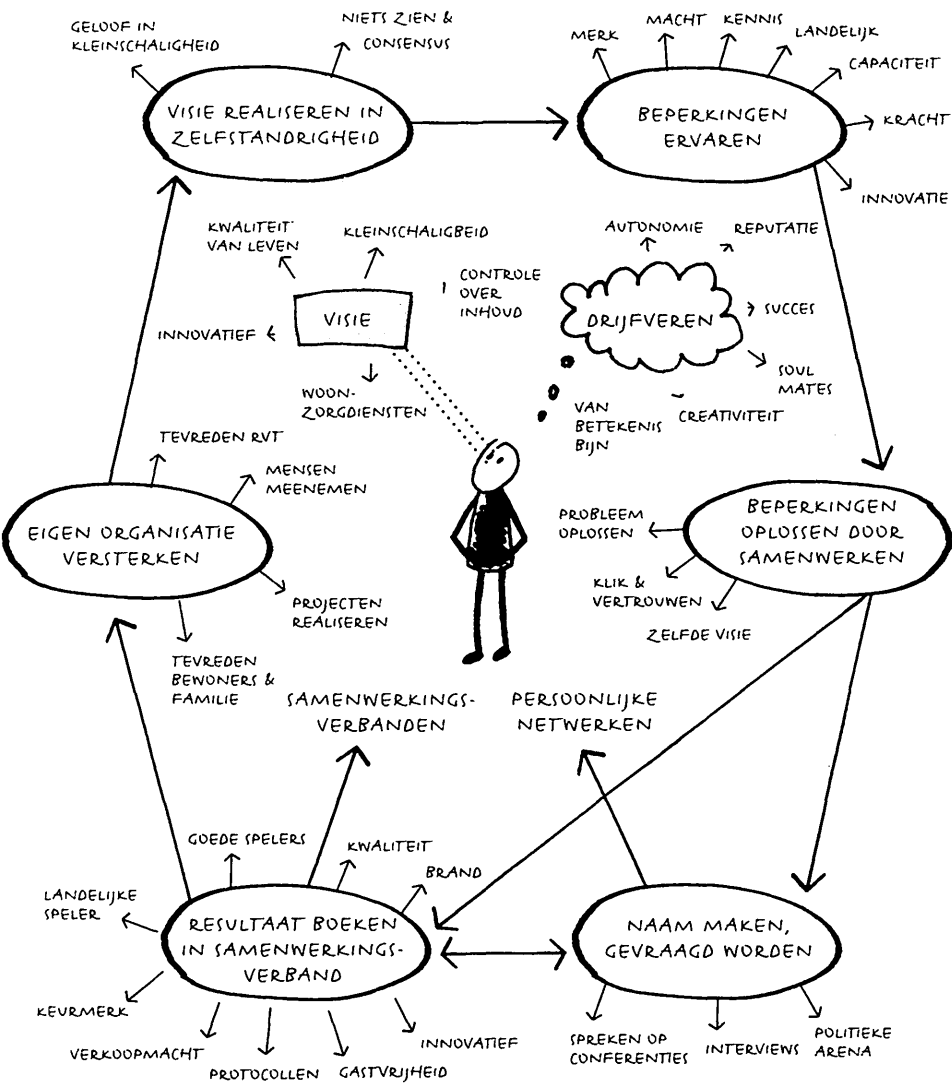 GELOOF IN
KLEINSCHALIGHEID
NIETS ZIEN &
CONSENSUS
VISIE REALISEREN IN
ZELFSTANDRIGHEID
MERK
MACHT
KENNIS
LANDELIJK
CAPACITEIT
KRACHT
INNOVATIE
BEPERKINGEN
ERVAREN
KWALITEIT
VAN LEVEN
KLEINSCHALIGBEID
CONTROLE
OVER
INHOUD
INNOVATIEF
VISIE
WOON-
ZORGDIENSTEN
AUTONOMIE
REPUTATIE
DRIJFVEREN
SUCCES
SOUL
MATES
CREATIVITEIT
VAN
BETEKENIS
BIJN
TEVREDEN RVT
MENSEN
MEENEMEN
EIGEN ORGANISATIE
VERSTERKEN
PROJECTEN
REALISEREN
TEVREDEN
BEWONERS &
FAMILIE
BEPERKINGEN
OPLOSSEN DOOR
SAMENWERKEN
PROBLEEM
OPLOSSEN
KLIK &
VERTROUWEN
ZELFDE VISIE
SAMENWERKINGS-
VERBANDEN
PERSOONLIJKE
NETWERKEN
GOEDE SPELERS
KWALITEIT
BRAND
LANDELIJKE
SPELER
RESULTAAT BOEKEN
IN SAMENWERKINGS-
VERBAND
KEURMERK
VERKOOPMACHT
PROTOCOLLEN
GASTVRIJHEID
INNOVATIEF
NAAM MAKEN,
GEVRAAGD WORDEN
SPREKEN OP
CONFERENTIES
INTERVIEWS
POLITIEKE
ARENA